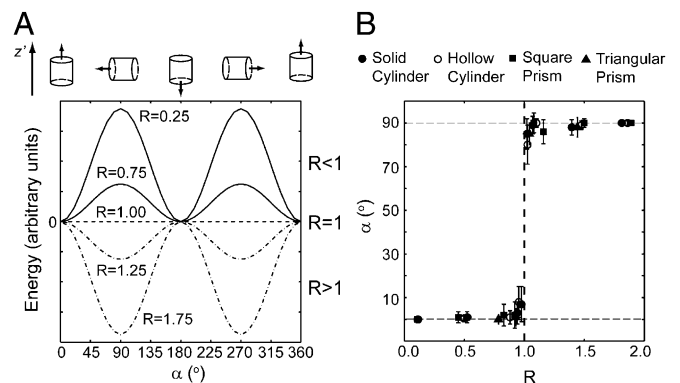 A
z'
R=0.25
R=0.75
R=1.00
R=1.25
R=1.75
R<1
R=1
R>1
0
Energy (arbitrary units)
0 45 90 135 180 225 270 315 360
α (°)
B
Solid Cylinder
Hollow Cylinder
Square Prism
Triangular Prism
90
70
50
30
10
α (°)
0.0 0.5 1.0 1.5 2.0
R